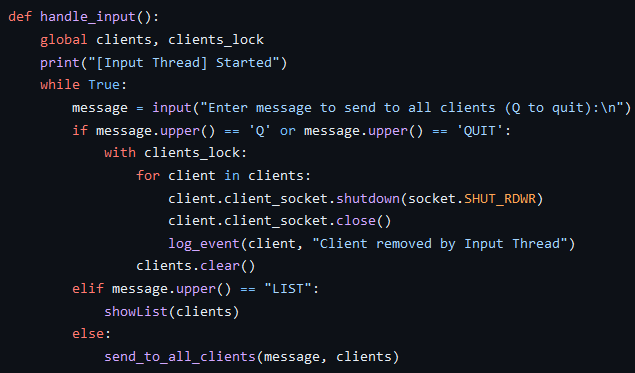 def handle_input():
    global clients, clients_lock
    print("[Input Thread] Started")
    while True:
        message = input("Enter message to send to all clients (Q to quit):\n")
        if message.upper() == 'Q' or message.upper() == 'QUIT':
            with clients_lock:
                for client in clients:
                    client.client_socket.shutdown(socket.SHUT_RDWR)
                    client.client_socket.close()
                    log_event(client, "Client removed by Input Thread")
                clients.clear()
        elif message.upper() == "LIST":
            showList(clients)
        else:
            send_to_all_clients(message, clients)